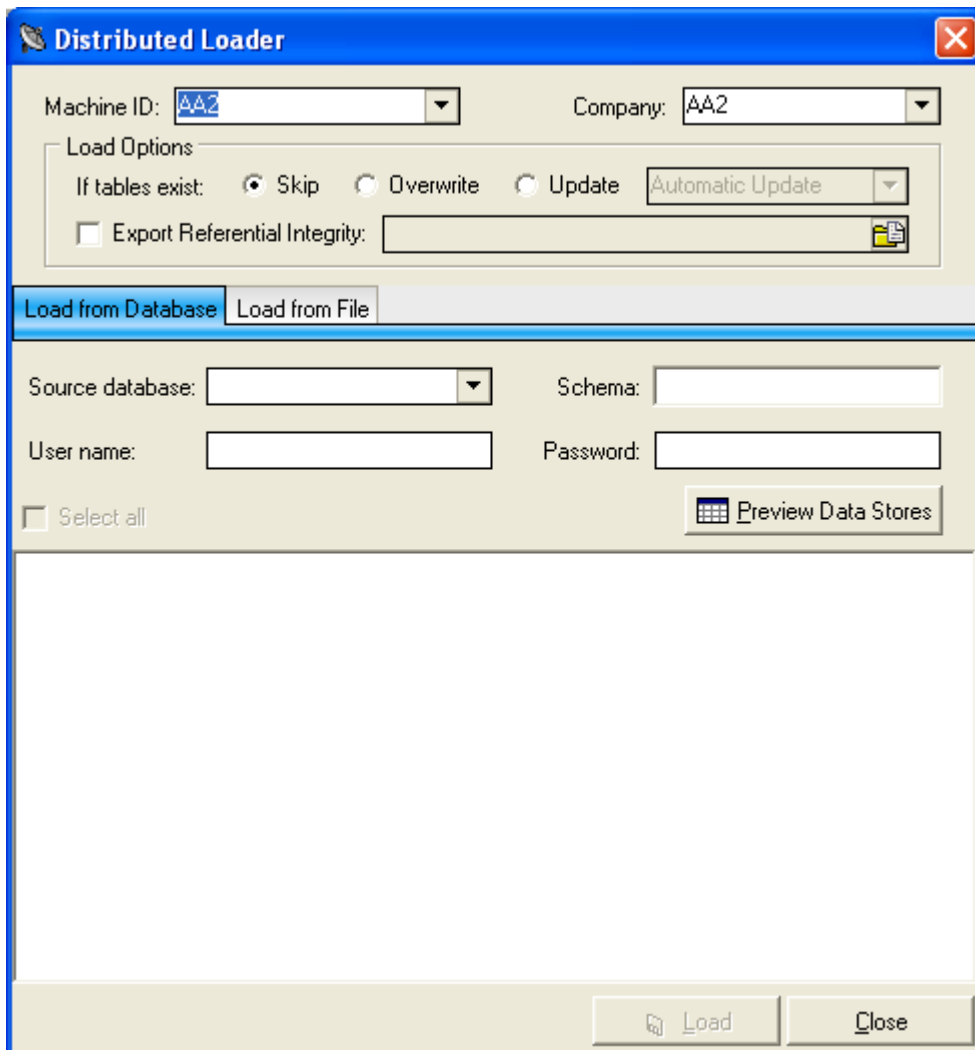 Distributed Loader
Machine ID: AA2 Company: AA2
Load Options
If tables exist: Skip Overwrite Update Automatic Update
Export Referential Integrity:
Load from Database Load from File
Source database: Schema:
User name: Password:
Select all Preview Data Stores
Load Close